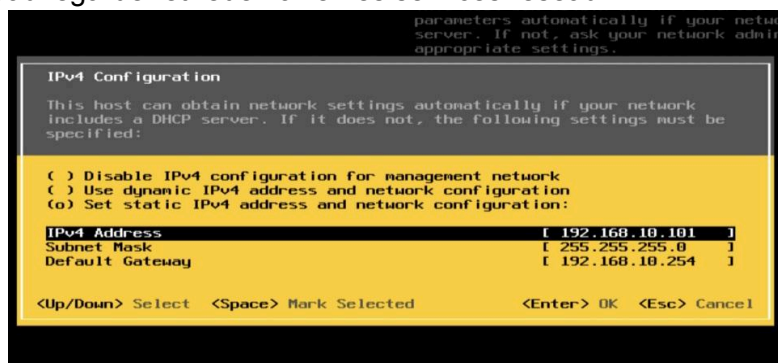 parameters automatically if your
server. If not, ask your network
appropriate settings.
IPv4 Configuration
This host can obtain network settings automatically if your network
includes a DHCP server. If it does not, the following settings must be
specified:
( ) Disable IPv4 configuration for management network
( ) Use dynamic IPv4 address and network configuration
(o) Set static IPv4 address and network configuration:
IPv4 Address [ 192.168.10.101 ]
Subnet Mask [ 255.255.255.0 ]
Default Gateway [ 192.168.10.254 ]
<Up/Down> Select <Space> Mark Selected <Enter> OK <Esc> Cancel